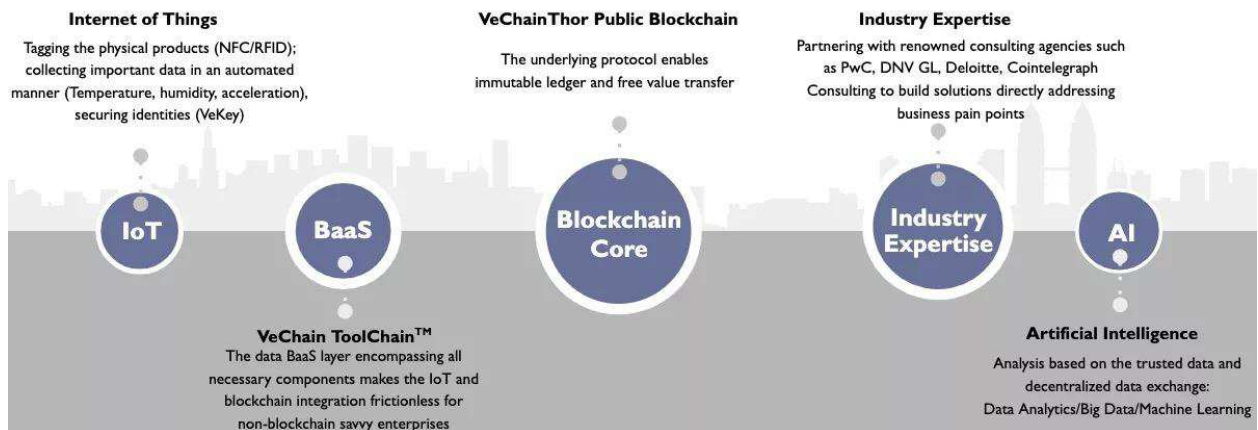 Internet of Things
Tagging the physical products (NFC/RFID);
collecting important data in an automated
manner (Temperature, humidity, acceleration),
securing identities (VeKey)
VeChainThor Public Blockchain
The underlying protocol enables
immutable ledger and free value transfer
Industry Expertise
Partnering with renowned consulting agencies such
as PwC, DNV GL, Deloitte, Cointelegraph
Consulting to build solutions directly addressing
business pain points
IoT
BaaS
Blockchain
Core
Industry
Expertise
AI
VeChain ToolChain™
The data BaaS layer encompassing all
necessary components makes the IoT and
blockchain integration frictionless for
non-blockchain savvy enterprises
Artificial Intelligence
Analysis based on the trusted data and
decentralized data exchange:
Data Analytics/Big Data/Machine Learning